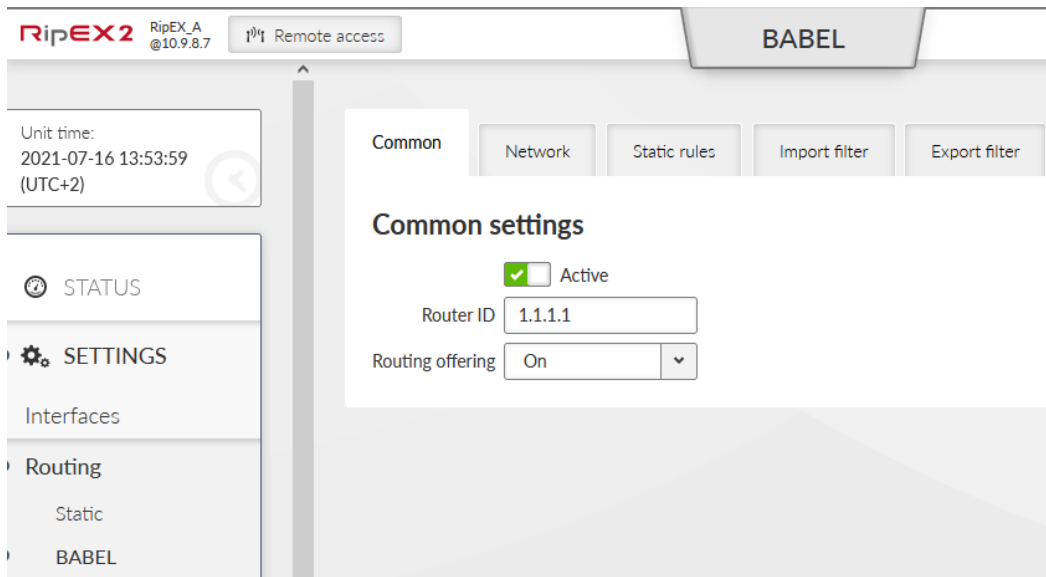 RipEX2
RipEX_A
@10.9.8.7
Remote access
BABEL
Unit time:
2021-07-16 13:53:59
(UTC+2)
STATUS
SETTINGS
Interfaces
Routing
Static
BABEL
Common
Network
Static rules
Import filter
Export filter
Common settings
Active
Router ID
1.1.1.1
Routing offering
On